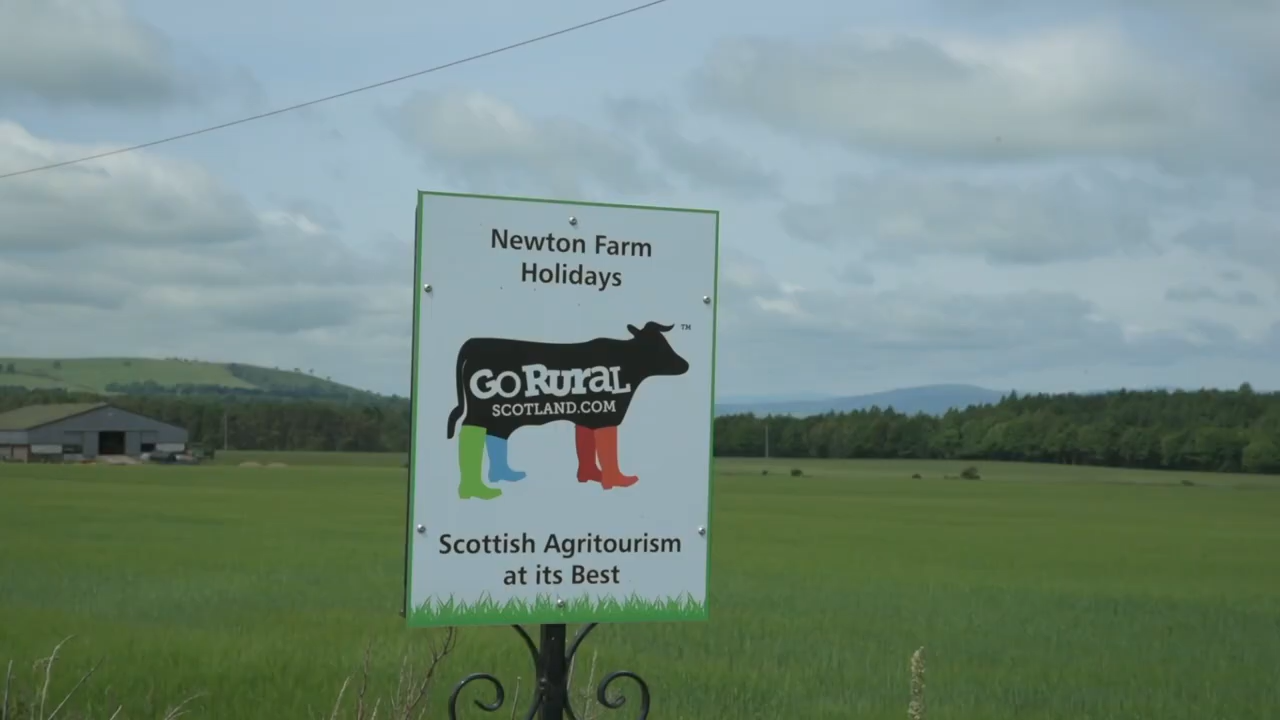 Newton Farm
Holidays
TM
GO RURAL
SCOTLAND.COM
Scottish Agritourism
at its Best